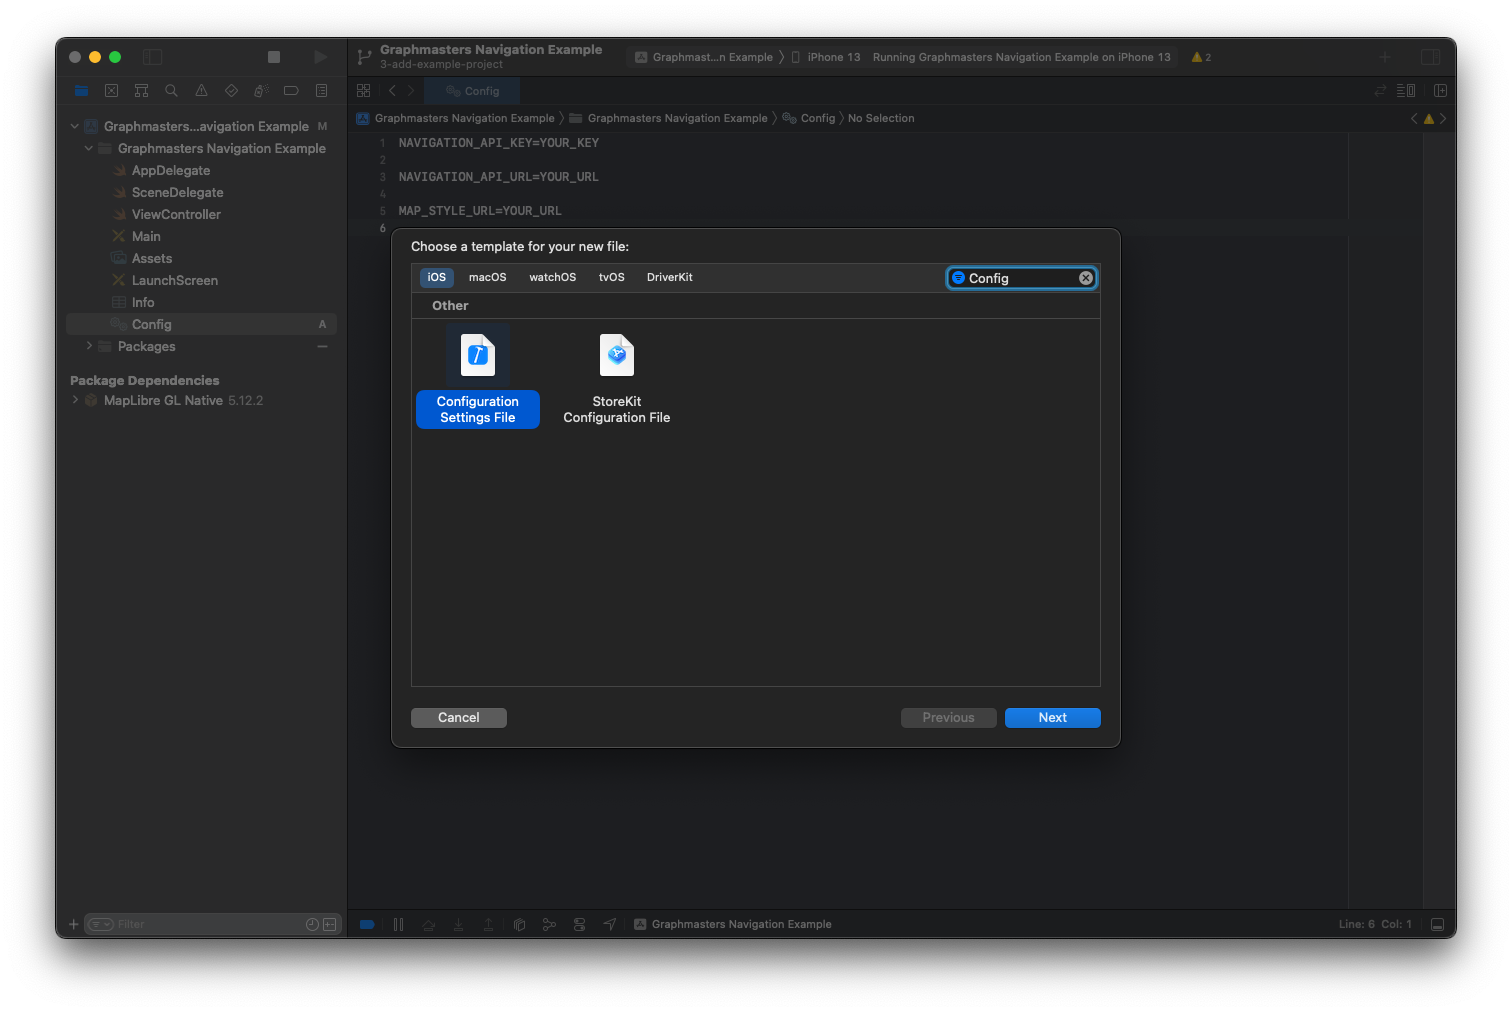 Graphmasters Navigation Example
3-add-example-project
Graphmast...n Example
iPhone 13
Running Graphmasters Navigation Example on iPhone 13
2
Config
Graphmasters...avigation Example M
Graphmasters Navigation Example
AppDelegate
SceneDelegate
ViewController
Main
Assets
LaunchScreen
Info
Config A
Packages
Package Dependencies
MapLibre GL Native 5.12.2
Filter
Graphmasters Navigation Example
Graphmasters Navigation Example
Config
No Selection
1 NAVIGATION_API_KEY=YOUR_KEY
2
3 NAVIGATION_API_URL=YOUR_URL
4
5 MAP_STYLE_URL=YOUR_URL
6
Choose a template for your new file:
iOS macOS watchOS tvOS DriverKit
Config
Other
Configuration
Settings File
StoreKit
Configuration File
Cancel
Previous
Next
Graphmasters Navigation Example
Line: 6 Col: 1